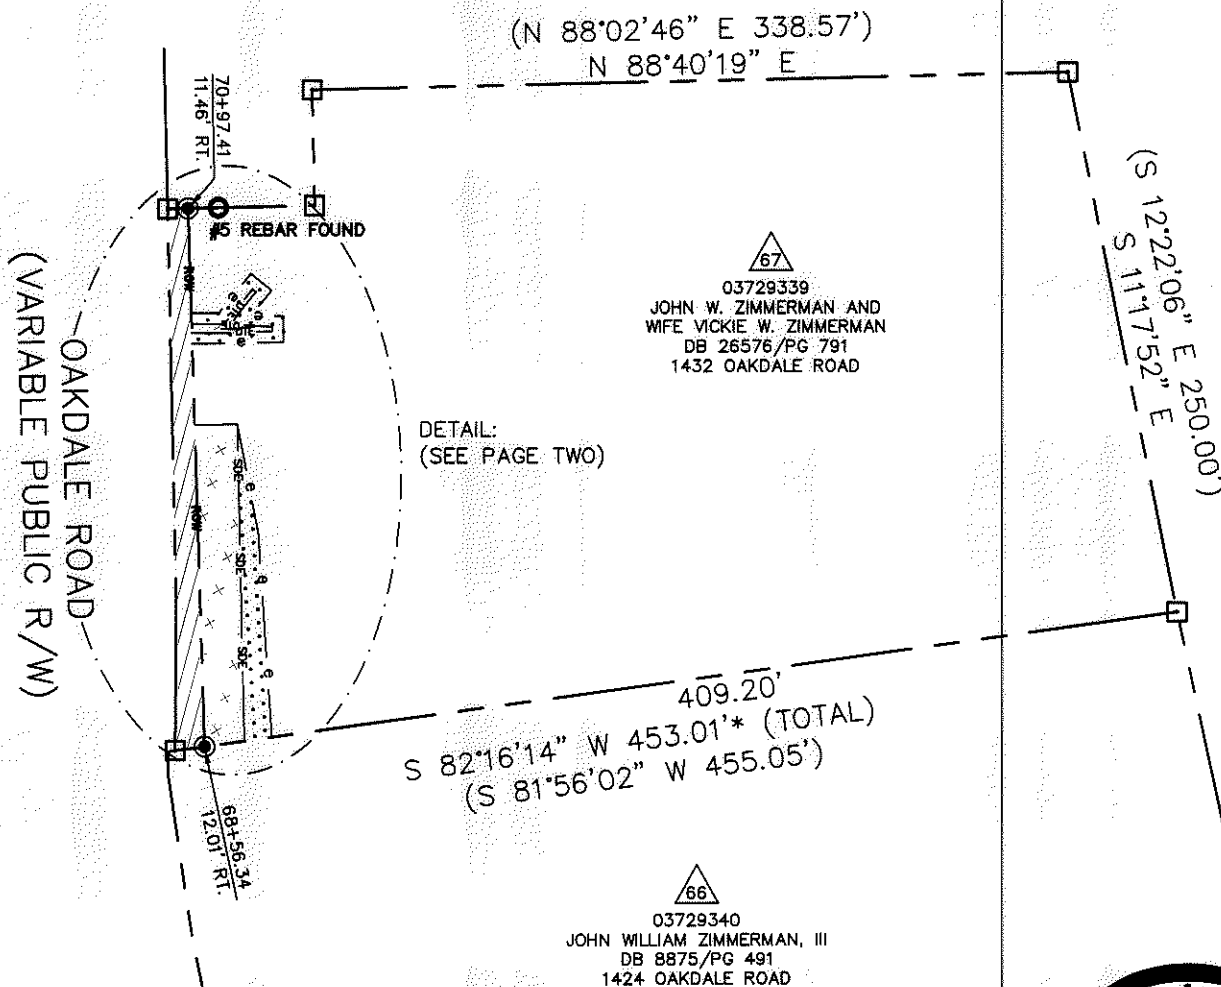 (N 88°02'46" E 338.57')
N 88°40'19" E
70+97.41
11.46' RT.
#5 REBAR FOUND
(S 12°22'06" E 250.00')
S 11°17'52" E
67
03729339
JOHN W. ZIMMERMAN AND
WIFE VICKIE W. ZIMMERMAN
DB 26576/PG 791
1432 OAKDALE ROAD
ROW
e
e
e
DETAIL:
(SEE PAGE TWO)
OAKDALE ROAD
(VARIABLE PUBLIC R/W)
SDE
e
ROW
SDE
e
SDE
e
409.20'
S 82°16'14" W 453.01'* (TOTAL)
(S 81°56'02" W 455.05')
68+56.34
12.01' RT.
66
03729340
JOHN WILLIAM ZIMMERMAN, III
DB 8875/PG 491
1424 OAKDALE ROAD